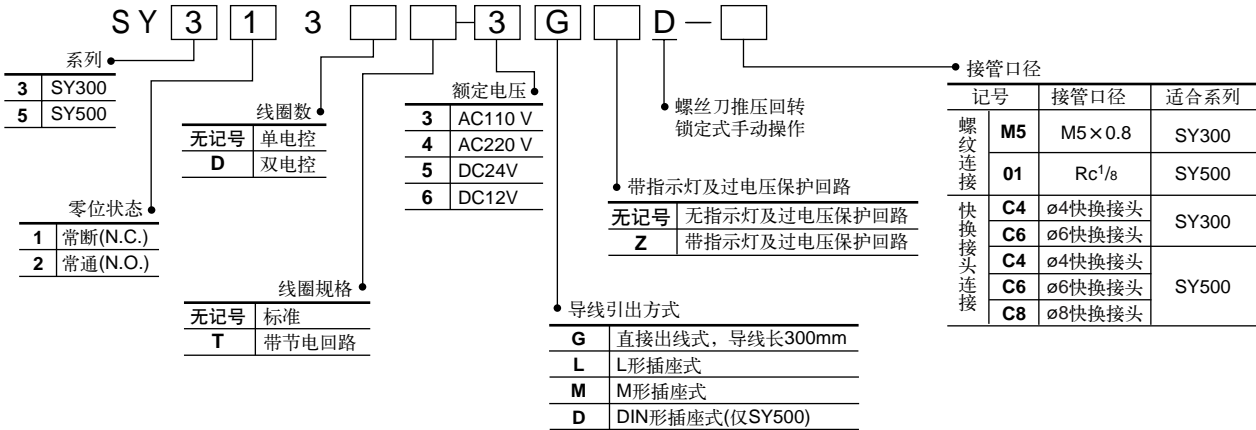 SY 3 1 3 - 3 G D —
系列
3 SY300
5 SY500
零位状态
1 常断(N.C.)
2 常通(N.O.)
线圈数
无记号 单电控
D 双电控
线圈规格
无记号 标准
T 带节电回路
额定电压
3 AC110 V
4 AC220 V
5 DC24V
6 DC12V
导线引出方式
G 直接出线式，导线长300mm
L L形插座式
M M形插座式
D DIN形插座式(仅SY500)
带指示灯及过电压保护回路
无记号 无指示灯及过电压保护回路
Z 带指示灯及过电压保护回路
螺丝刀推压回转
锁定式手动操作
接管口径
记号 接管口径 适合系列
螺纹连接 M5 M5×0.8 SY300
01 Rc1/8 SY500
快换接头连接 C4 ø4快换接头 SY300
C6 ø6快换接头
C4 ø4快换接头 SY500
C6 ø6快换接头
C8 ø8快换接头